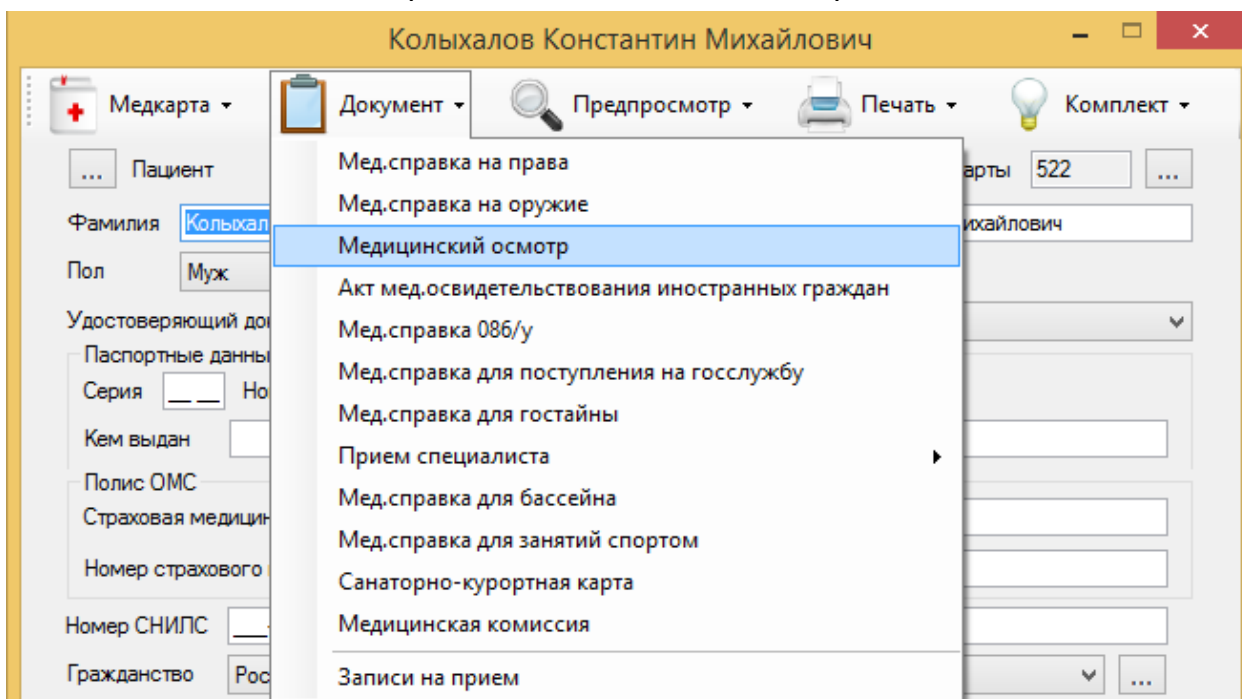 Колыхалов Константин Михайлович
Медкарта Документ Предпросмотр Печать Комплект
... Пациент арты 522 ...
Мед.справка на права
Фамилия Колыхал ихайлович
Мед.справка на оружие
Медицинский осмотр
Пол Муж
Акт мед.освидетельствования иностранных граждан
Удостоверяющий до
Мед.справка 086/у
Паспортные данны
Мед.справка для поступления на госслужбу
Серия __ __ Но
Мед.справка для гостайны
Кем выдан
Прием специалиста
Полис ОМС
Мед.справка для бассейна
Страховая медицин
Мед.справка для занятий спортом
Номер страхового
Санаторно-курортная карта
Номер СНИЛС ___-
Медицинская комиссия
Гражданство Рос ...
Записи на прием